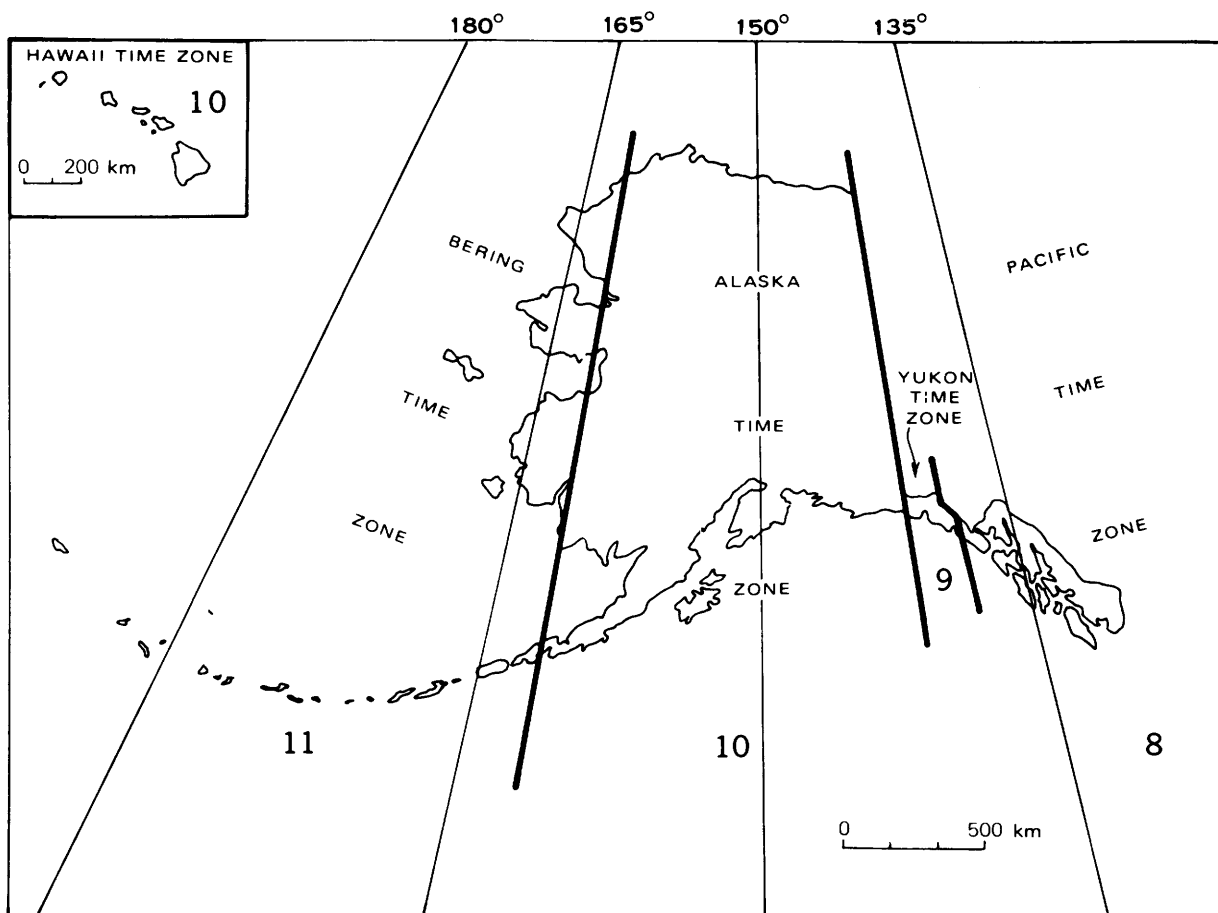 180° 165° 150° 135°
HAWAII TIME ZONE
10
0 200 km
BERING
TIME
ZONE
ALASKA
TIME
ZONE
PACIFIC
TIME
ZONE
YUKON
TIME
ZONE
9
11
10
8
0 500 km